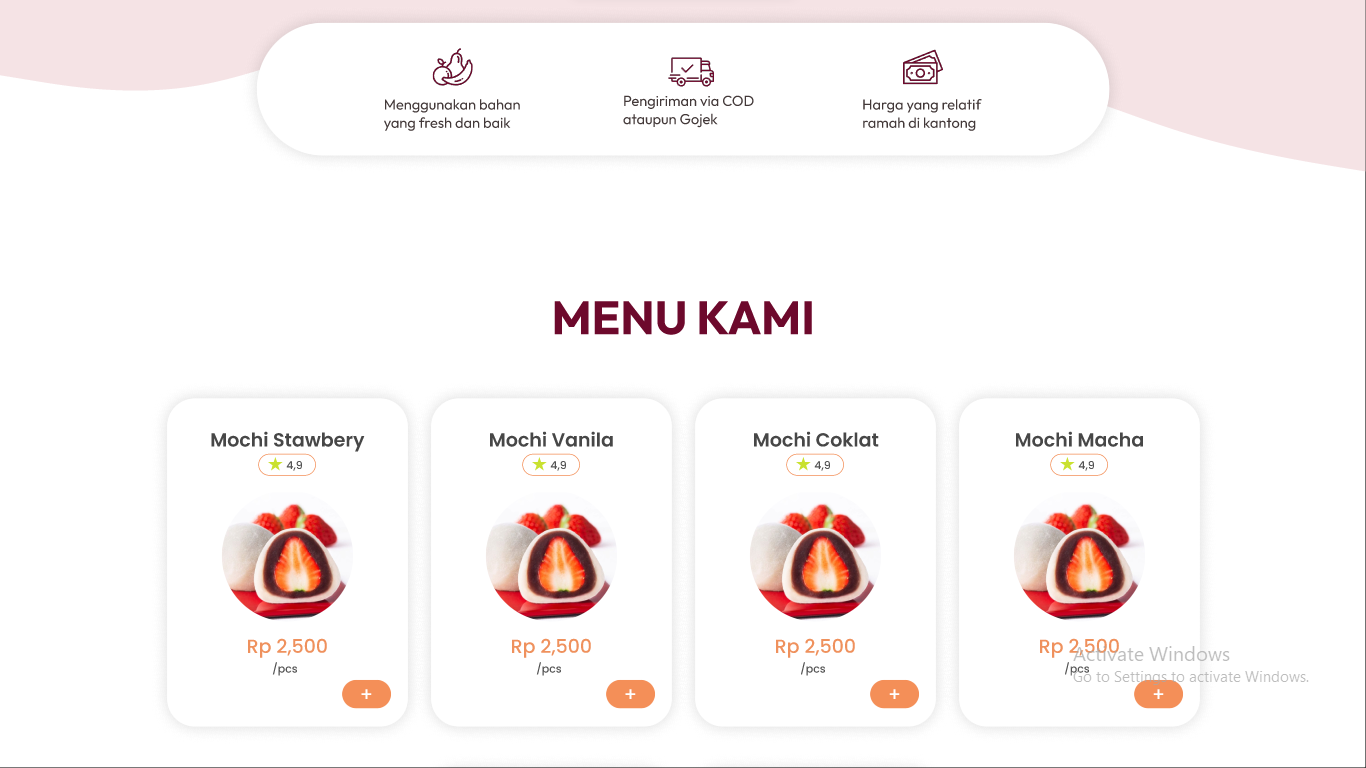 Menggunakan bahan
yang fresh dan baik
Pengiriman via COD
ataupun Gojek
Harga yang relatif
ramah di kantong
MENU KAMI
Mochi Stawbery
4,9
Rp 2,500
/pcs
+
Mochi Vanila
4,9
Rp 2,500
/pcs
+
Mochi Coklat
4,9
Rp 2,500
/pcs
+
Mochi Macha
4,9
Rp 2,500
/pcs
+
Activate Windows
Go to Settings to activate Windows.